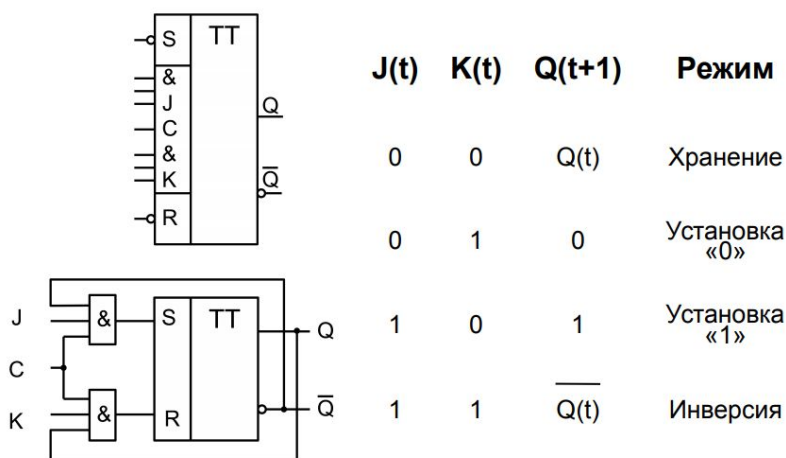 S TT
&
J
C
&
K
R
Q
Q̅
J(t) K(t) Q(t+1) Режим
0 0 Q(t) Хранение
0 1 0 Установка
«0»
1 0 1 Установка
«1»
1 1 Q̅(̅t̅)̅ Инверсия
J & S TT Q
C
K & R Q̅